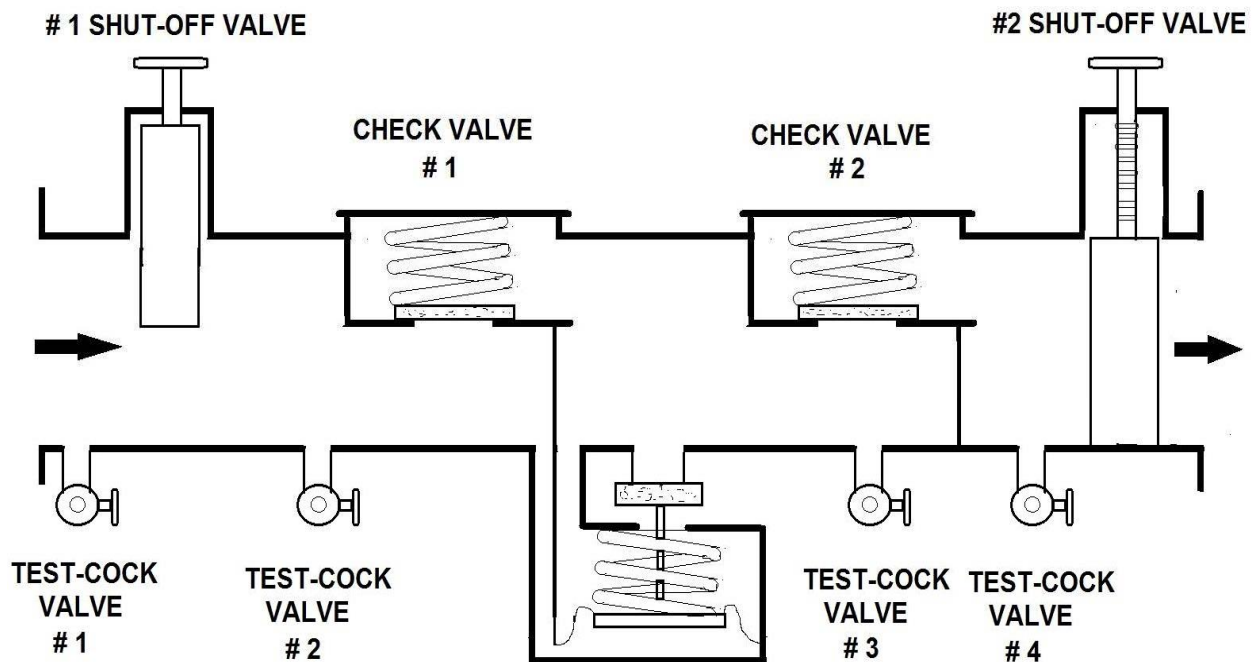 # 1 SHUT-OFF VALVE
#2 SHUT-OFF VALVE
CHECK VALVE
# 1
CHECK VALVE
# 2
TEST-COCK
VALVE
# 1
TEST-COCK
VALVE
# 2
TEST-COCK
VALVE
# 3
TEST-COCK
VALVE
# 4